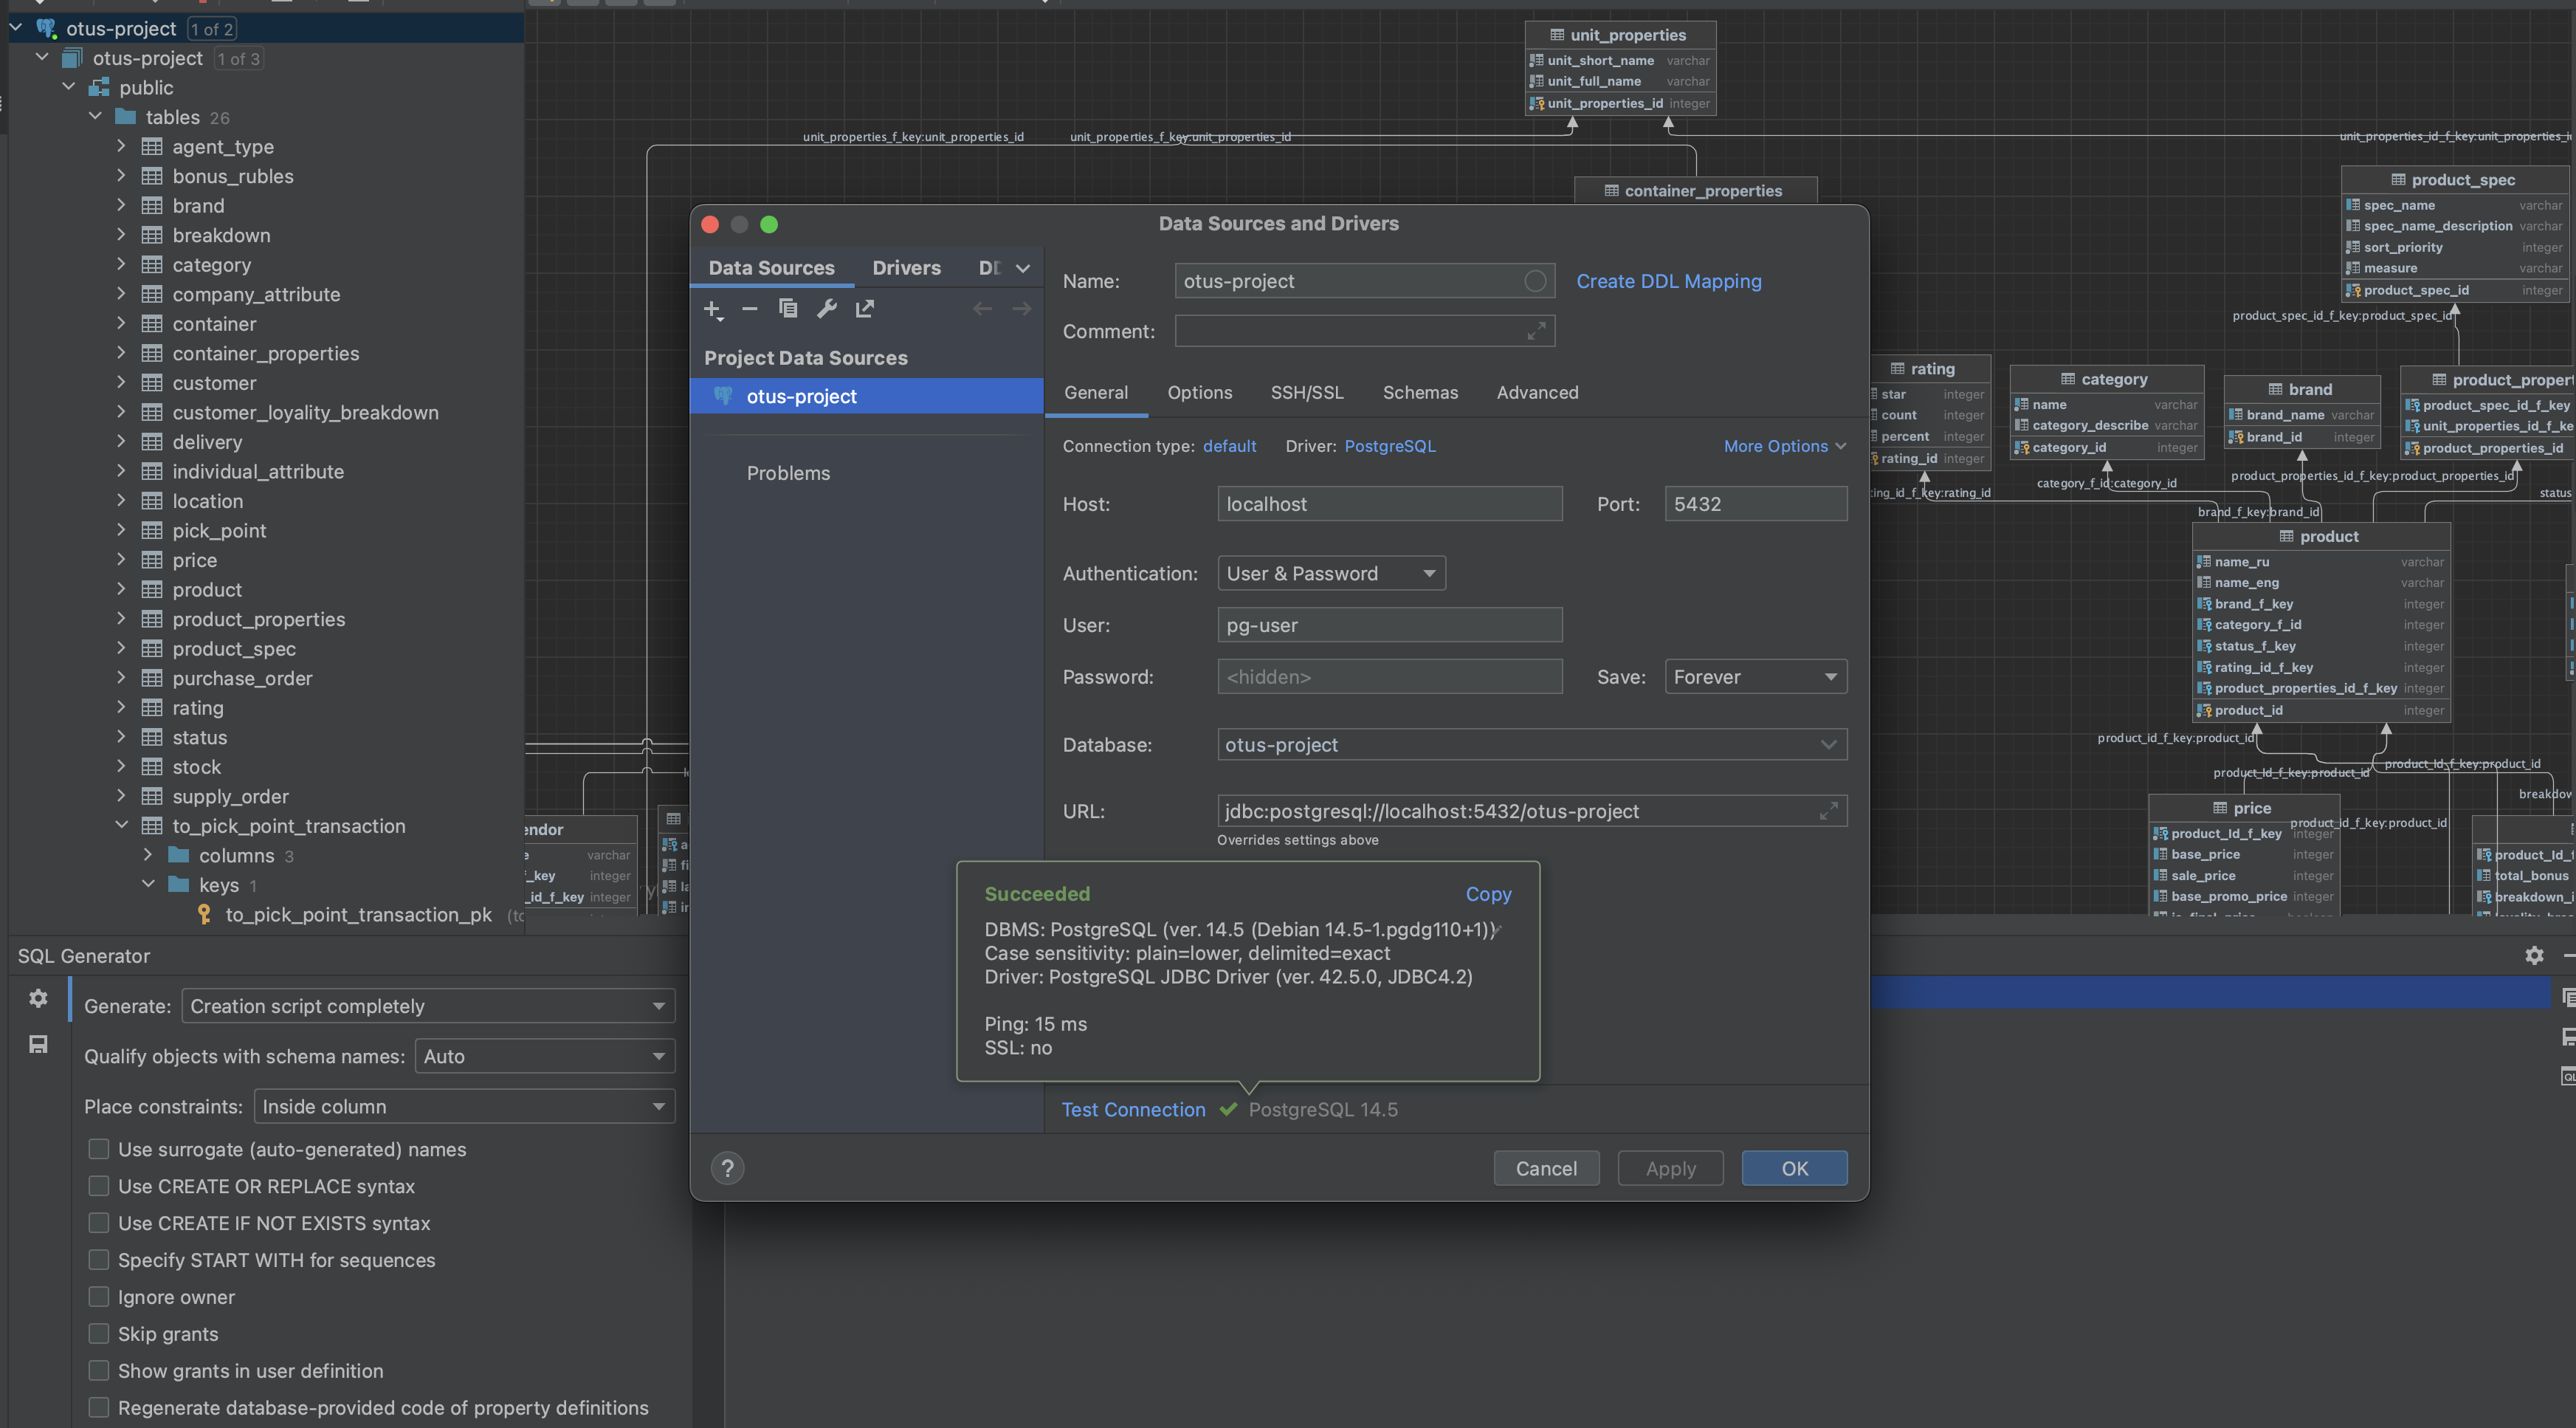 otus-project 1 of 2
otus-project 1 of 3
public
tables 26
agent_type
bonus_rubles
brand
breakdown
category
company_attribute
container
container_properties
customer
customer_loyality_breakdown
delivery
individual_attribute
location
pick_point
price
product
product_properties
product_spec
purchase_order
rating
status
stock
supply_order
to_pick_point_transaction
columns 3
keys 1
to_pick_point_transaction_pk
unit_properties
unit_short_name varchar
unit_full_name varchar
unit_properties_id integer
unit_properties_f_key:unit_properties_id
unit_properties_f_key:unit_properties_id
container_properties
product_spec
spec_name varchar
spec_name_description varchar
sort_priority integer
measure varchar
product_spec_id integer
product_spec_id_f_key:product_spec_id
rating
star integer
count integer
percent integer
rating_id integer
category
name varchar
category_describe varchar
category_id integer
category_f_id:category_id
brand
brand_name varchar
brand_id integer
product_spec_id_f_key
product_properties_id
product_properties_id_f_key:product_properties_id
brand_f_key:brand_id
product
name_ru varchar
name_eng varchar
brand_f_key integer
category_f_id integer
status_f_key integer
rating_id_f_key integer
product_properties_id_f_key integer
product_id integer
product_id_f_key:product_id
product_Id_f_key:product_id
product_Id_f_key:product_id
product_id_f_key:product_id
price
product_Id_f_key integer
base_price integer
sale_price integer
base_promo_price integer
total_bonus
varchar
integer
integer
Data Sources and Drivers
Data Sources Drivers
Project Data Sources
otus-project
Problems
Name: otus-project Create DDL Mapping
Comment:
General Options SSH/SSL Schemas Advanced
Connection type: default Driver: PostgreSQL More Options
Host: localhost Port: 5432
Authentication: User & Password
User: pg-user
Password: <hidden> Save: Forever
Database: otus-project
URL: jdbc:postgresql://localhost:5432/otus-project
Overrides settings above
Succeeded Copy
DBMS: PostgreSQL (ver. 14.5 (Debian 14.5-1.pgdg110+1))
Case sensitivity: plain=lower, delimited=exact
Driver: PostgreSQL JDBC Driver (ver. 42.5.0, JDBC4.2)
Ping: 15 ms
SSL: no
Test Connection PostgreSQL 14.5
? Cancel Apply OK
SQL Generator
Generate: Creation script completely
Qualify objects with schema names: Auto
Place constraints: Inside column
Use surrogate (auto-generated) names
Use CREATE OR REPLACE syntax
Use CREATE IF NOT EXISTS syntax
Specify START WITH for sequences
Ignore owner
Skip grants
Show grants in user definition
Regenerate database-provided code of property definitions